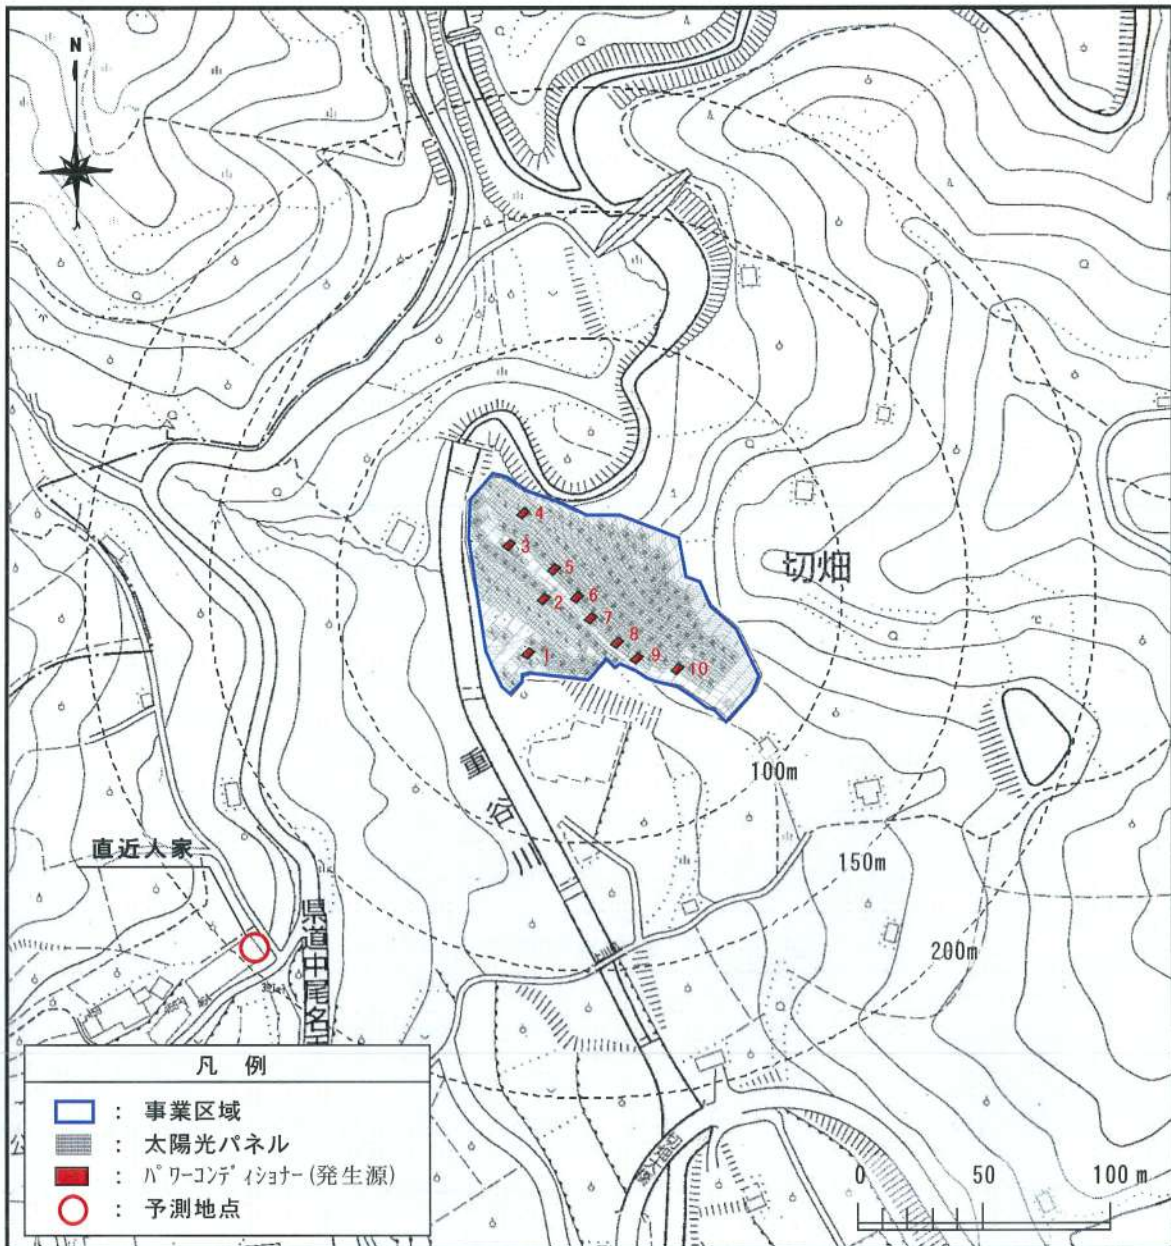 N
4
3
5
2
6
7
8
1
9
10
切畑
重谷川
100m
150m
200m
直近人家
県道中尾名
凡 例
: 事業区域
: 太陽光パネル
: パワーコンディショナー(発生源)
: 予測地点
0 50 100 m